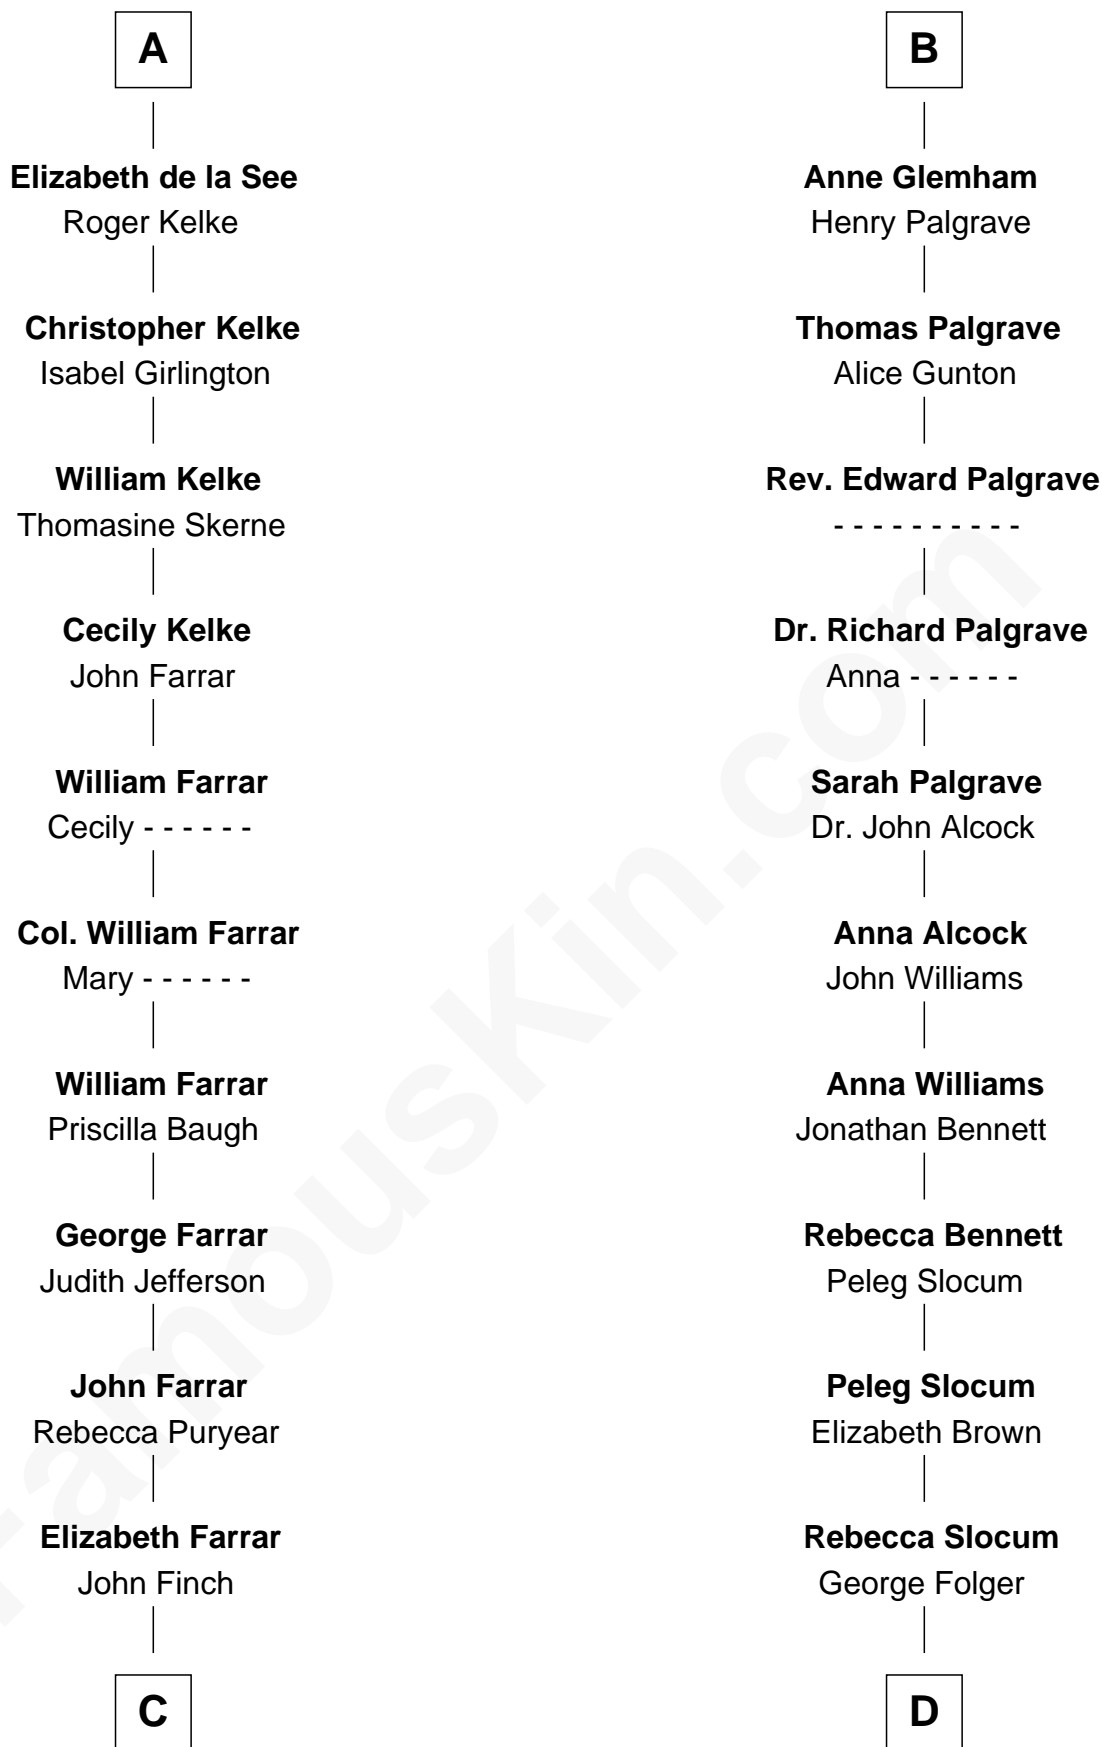 A
Elizabeth de la See
Roger Kelke
Christopher Kelke
Isabel Girlington
William Kelke
Thomasine Skerne
Cecily Kelke
John Farrar
William Farrar
Cecily - - - - - -
Col. William Farrar
Mary - - - - - -
William Farrar
Priscilla Baugh
George Farrar
Judith Jefferson
John Farrar
Rebecca Puryear
Elizabeth Farrar
John Finch
C
B
Anne Glemham
Henry Palgrave
Thomas Palgrave
Alice Gunton
Rev. Edward Palgrave
- - - - - - - - - -
Dr. Richard Palgrave
Anna - - - - - -
Sarah Palgrave
Dr. John Alcock
Anna Alcock
John Williams
Anna Williams
Jonathan Bennett
Rebecca Bennett
Peleg Slocum
Peleg Slocum
Elizabeth Brown
Rebecca Slocum
George Folger
D
FamousKin.com